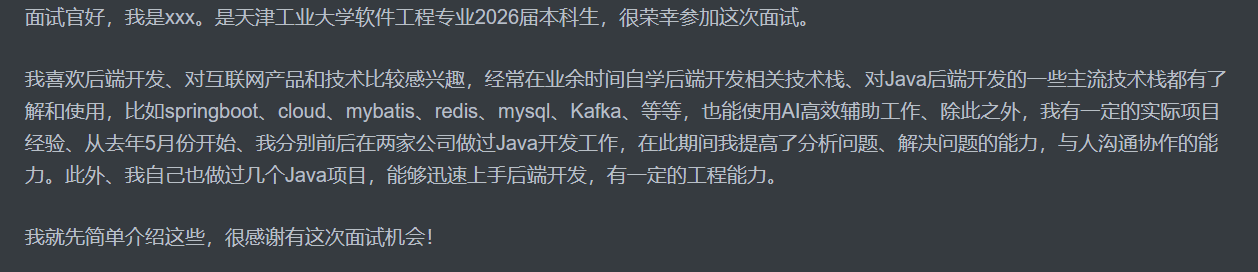 面试官好，我是xxx。是天津工业大学软件工程专业2026届本科生，很荣幸参加这次面试。
我喜欢后端开发、对互联网产品和技术比较感兴趣，经常在业余时间自学后端开发相关技术栈、对Java后端开发的一些主流技术栈都有了
解和使用，比如springboot、cloud、mybatis、redis、mysql、Kafka、等等，也能使用AI高效辅助工作、除此之外，我有一定的实际项目
经验、从去年5月份开始、我分别前后在两家公司做过Java开发工作，在此期间我提高了分析问题、解决问题的能力，与人沟通协作的能
力。此外、我自己也做过几个Java项目，能够迅速上手后端开发，有一定的工程能力。
我就先简单介绍这些，很感谢有这次面试机会！